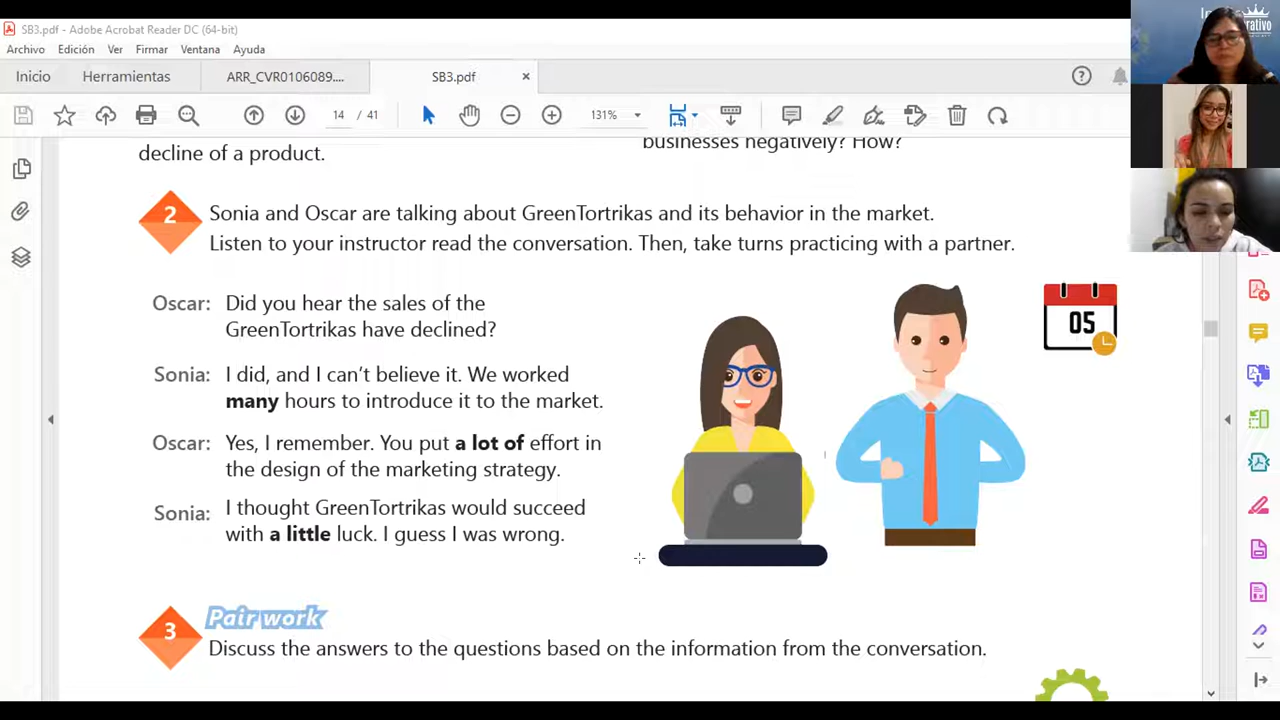 SB3.pdf - Adobe Acrobat Reader DC (64-bit)
Archivo Edición Ver Firmar Ventana Ayuda
Inicio Herramientas ARR_CVR0106089.... SB3.pdf ×
14 / 41 131%
decline of a product.
businesses negatively? How?
2 Sonia and Oscar are talking about GreenTortrikas and its behavior in the market.
Listen to your instructor read the conversation. Then, take turns practicing with a partner.
Oscar: Did you hear the sales of the
GreenTortrikas have declined?
Sonia: I did, and I can't believe it. We worked
many hours to introduce it to the market.
Oscar: Yes, I remember. You put a lot of effort in
the design of the marketing strategy.
Sonia: I thought GreenTortrikas would succeed
with a little luck. I guess I was wrong.
05
3 Pair work
Discuss the answers to the questions based on the information from the conversation.